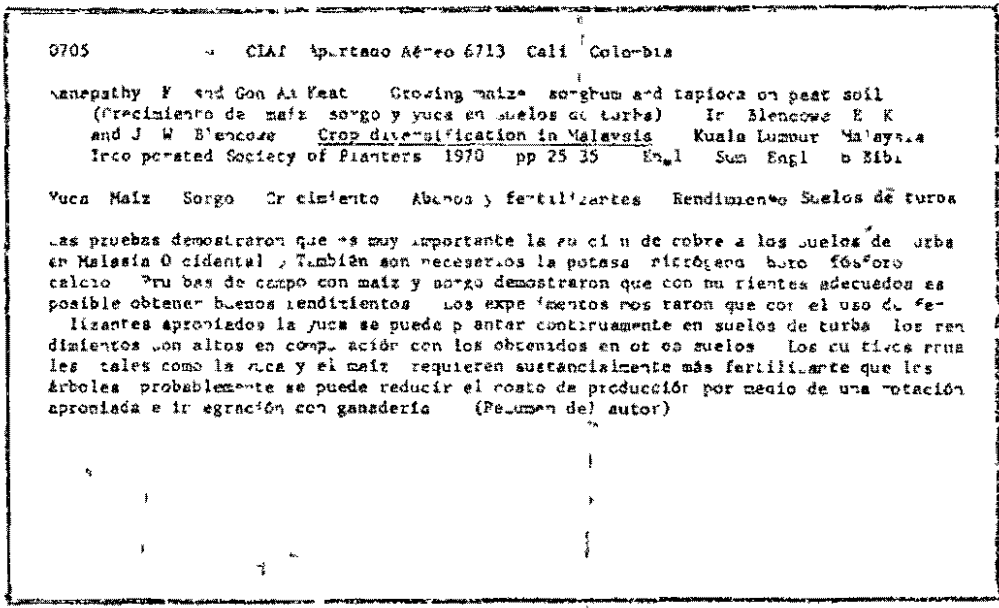 0705 CIAT Apartado Aéreo 6713 Cali Colombia
Kanapathy K and Goh Ah Keat Growing maize sorghum and tapioca on peat soil
(Crecimiento de maíz sorgo y yuca en suelos de turba) In Blencowe E K
and J W Blencowe Crop diversification in Malaysia Kuala Lumpur Malaysia
Incorporated Society of Planters 1970 pp 25 35 Engl Sum Engl Bibl
Yuca Maíz Sorgo Crecimiento Abonos y fertilizantes Rendimiento Suelos de turba
Las pruebas demostraron que es muy importante la de cobre a los suelos de turba
en Malasia Occidental También son necesarios la potasa nitrógeno boro fósforo
calcio Pruebas de campo con maíz y sorgo demostraron que con nutrientes adecuados es
posible obtener buenos rendimientos Los experimentos mostraron que con el uso de fer-
tilizantes apropiados la yuca se puede plantar continuamente en suelos de turba los ren
dimientos son altos en comparación con los obtenidos en otros suelos Los cultivos anua
les tales como la yuca y el maíz requieren sustancialmente más fertilizante que los
árboles probablemente se puede reducir el costo de producción por medio de una rotación
apropiada e integración con ganadería (Resumen del autor)